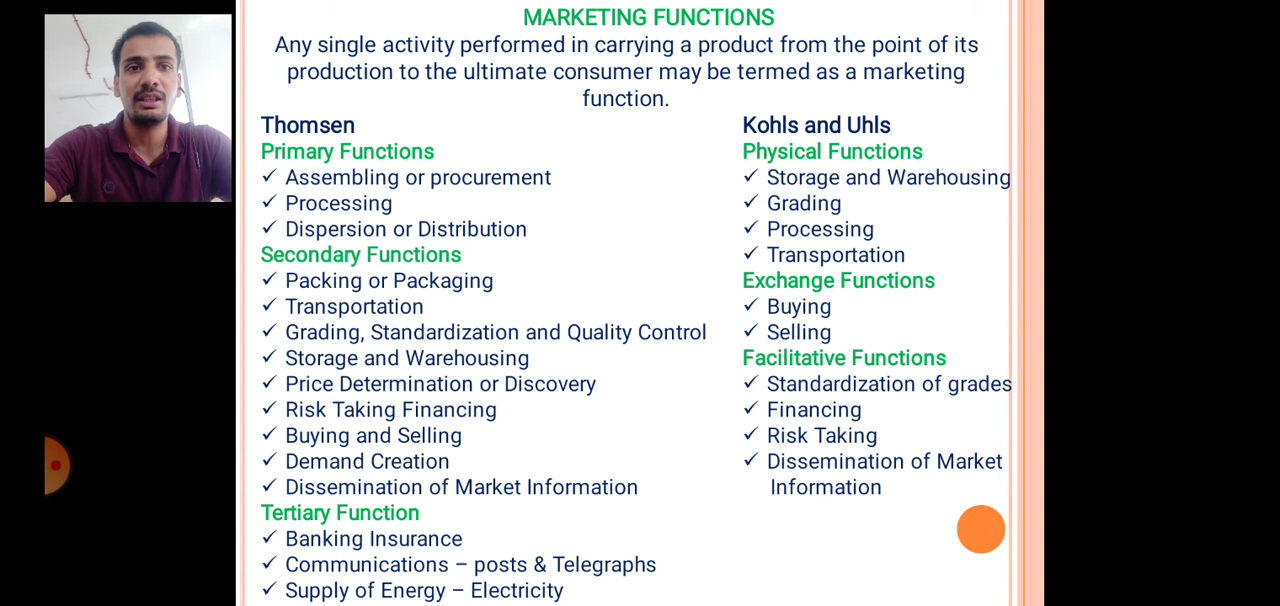 MARKETING FUNCTIONS
Any single activity performed in carrying a product from the point of its
production to the ultimate consumer may be termed as a marketing
function.
Thomsen
Primary Functions
✓ Assembling or procurement
✓ Processing
✓ Dispersion or Distribution
Secondary Functions
✓ Packing or Packaging
✓ Transportation
✓ Grading, Standardization and Quality Control
✓ Storage and Warehousing
✓ Price Determination or Discovery
✓ Risk Taking Financing
✓ Buying and Selling
✓ Demand Creation
✓ Dissemination of Market Information
Tertiary Function
✓ Banking Insurance
✓ Communications – posts & Telegraphs
✓ Supply of Energy – Electricity
Kohls and Uhls
Physical Functions
✓ Storage and Warehousing
✓ Grading
✓ Processing
✓ Transportation
Exchange Functions
✓ Buying
✓ Selling
Facilitative Functions
✓ Standardization of grades
✓ Financing
✓ Risk Taking
✓ Dissemination of Market
Information